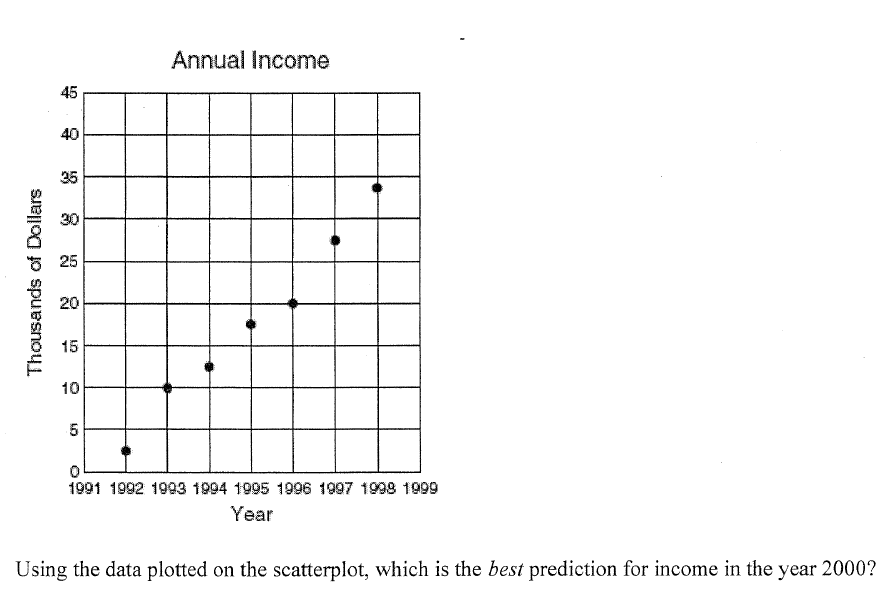 Annual Income
45
40
35
30
25
20
15
10
5
0
Thousands of Dollars
1991 1992 1993 1994 1995 1996 1997 1998 1999
Year
Using the data plotted on the scatterplot, which is the best prediction for income in the year 2000?